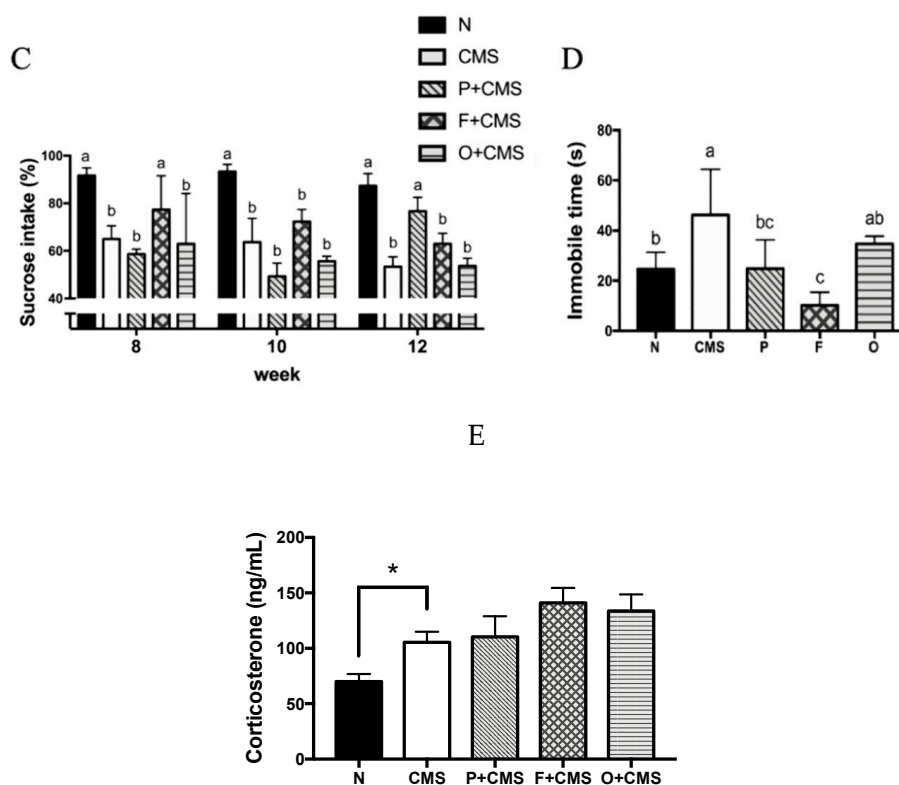 C
N
CMS
P+CMS
F+CMS
O+CMS
Sucrose intake (%)
100
80
60
40
a b b a b
a b b b b
a b a b b
8 10 12
week
D
Immobile time (s)
80
60
40
20
0
b a bc c ab
N CMS P F O
E
Corticosterone (ng/mL)
200
150
100
50
0
*
N CMS P+CMS F+CMS O+CMS